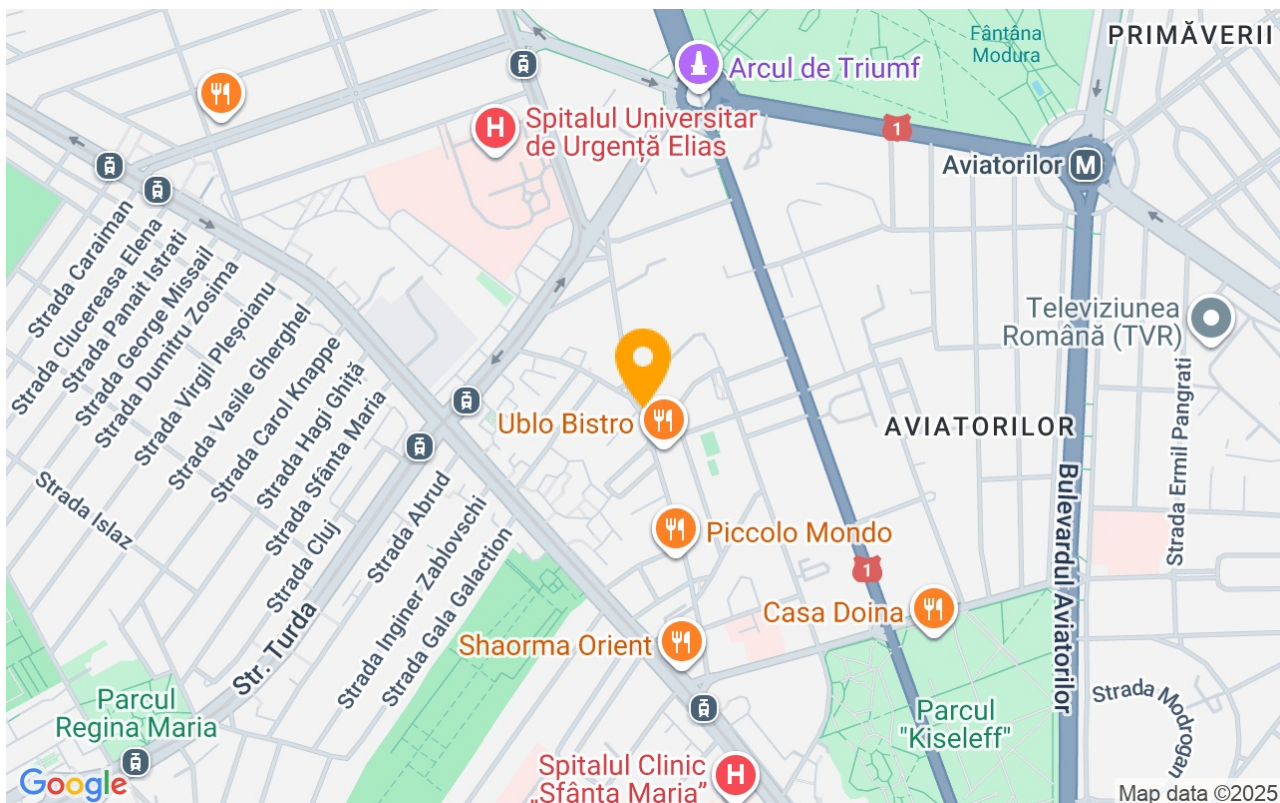 Fântâna
Modura
PRIMĂVERII
Arcul de Triumf
Spitalul Universitar
de Urgență Elias
1
Aviatorilor
M
H
Strada Caraiman
Strada Clucereasa Elena
Strada Panait Istrati
Strada George Missail
Strada Dumitru Zosima
Strada Virgil Pleșoianu
Strada Vasile Gherghel
Strada Carol Knappe
Strada Hagi Ghiță
Strada Sfânta Maria
Strada Cluj
Strada Islaz
Televiziunea
Română (TVR)
Strada Ermil Pangrati
Ublo Bistro
AVIATORILOR
Bulevardul Aviatorilor
Strada Abrud
Strada Inginer Zablovschi
Strada Gala Galaction
Str. Turda
Piccolo Mondo
1
Casa Doina
Shaorma Orient
Parcul
Regina Maria
Parcul
"Kiseleff"
Strada Modrogan
Spitalul Clinic
„Sfânta Maria”
H
Google
Map data ©2025